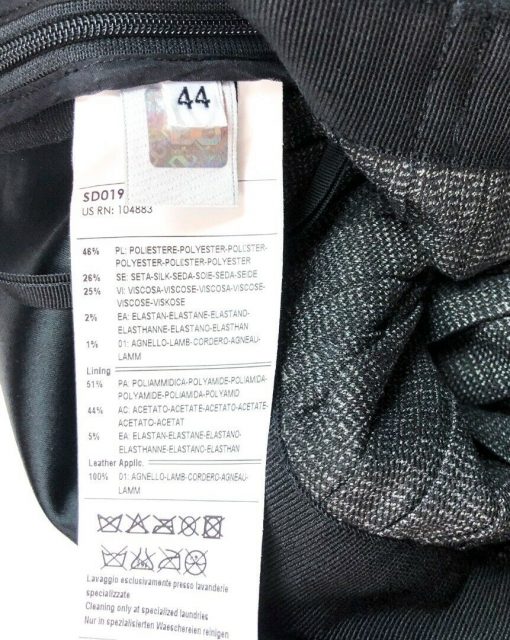 44
SD019
US RN: 104883
46% PL: POLIESTERE-POLYESTER-POLIESTER-
POLYESTER-POLYESTER-POLYESTER
26% SE: SETA-SILK-SEDA-SOIE-SEDA-SEIDE
25% VI: VISCOSA-VISCOSE-VISCOSA-VISCOSE-
VISCOSE-VISKOSE
2% EA: ELASTAN-ELASTANE-ELASTANO-
ELASTHANNE-ELASTANO-ELASTHAN
1% 01: AGNELLO-LAMB-CORDERO-AGNEAU-
LAMM
Lining
51% PA: POLIAMMIDICA-POLYAMIDE-POLIAMIDA-
POLYAMIDE-POLIAMIDA-POLYAMID
44% AC: ACETATO-ACETATE-ACETATO-ACETATE-
ACETATO-ACETAT
5% EA: ELASTAN-ELASTANE-ELASTANO-
ELASTHANNE-ELASTANO-ELASTHAN
Leather Applic.
100% 01: AGNELLO-LAMB-CORDERO-AGNEAU-
LAMM
Lavaggio esclusivamente presso lavanderie
specializzate
Cleaning only at specialized laundries
Nur in spezialisierten Waeschereien reinigen